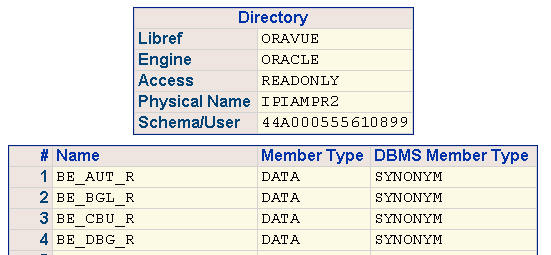 Directory
Libref ORAVUE
Engine ORACLE
Access READONLY
Physical Name IPIAMPR2
Schema/User 44A000555610899
# Name Member Type DBMS Member Type
1 BE_AUT_R DATA SYNONYM
2 BE_BGL_R DATA SYNONYM
3 BE_CBU_R DATA SYNONYM
4 BE_DBG_R DATA SYNONYM